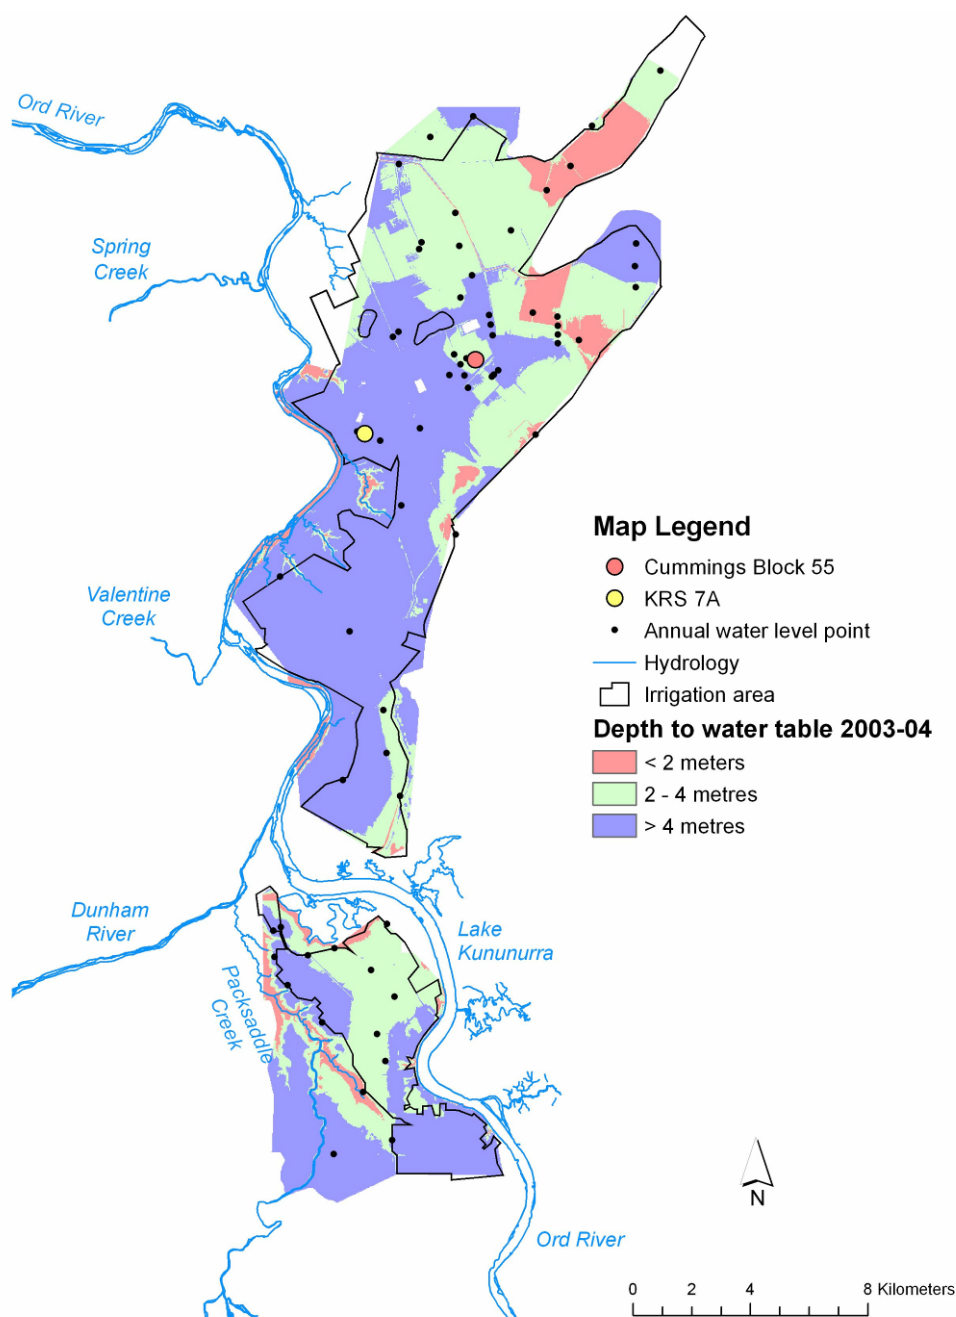 Ord River
Spring
Creek
Valentine
Creek
Map Legend
Cummings Block 55
KRS 7A
Annual water level point
Hydrology
Irrigation area
Depth to water table 2003-04
< 2 meters
2 - 4 metres
> 4 metres
Dunham
River
Lake
Kununurra
Packsaddle
Creek
N
Ord River
0 2 4 8 Kilometers